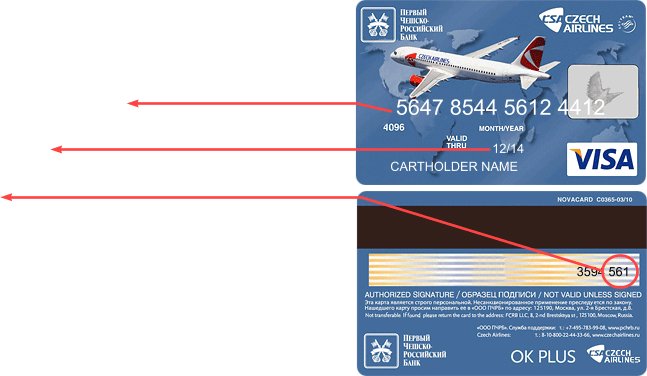 ПЕРВЫЙ
ЧЕШСКО-
РОССИЙСКИЙ
БАНК
CSA CZECH
AIRLINES
CZECH AIRLINES
5647 8544 5612 4412
4096
MONTH/YEAR
VALID
THRU
12/14
CARTHOLDER NAME
VISA
NOVACARD C0365-03/10
3594 561
AUTHORIZED SIGNATURE / ОБРАЗЕЦ ПОДПИСИ / NOT VALID UNLESS SIGNED
Эта карта является строго персональной. Несанкционированное применение преследуется по закону.
Нашедшего карту просим направить ее в «ООО ПЧРБ» по адресу: 125190, Москва, ул. 2-я Брестская, д.8.
Not transferable. If found please return the card to the address: FCRB LLC, 8, 2-nd Brestskeya st., 125100, Moscow, Russia.
«ООО ПЧРБ». Служба поддержки: т.: +7-495-783-99-08, www.pchrb.ru
Czech Airlines: т.: 8-10-800-22-44-33-66, www.czechairlines.ru
ПЕРВЫЙ
ЧЕШСКО-
РОССИЙСКИЙ
БАНК
OK PLUS
CSA CZECH
AIRLINES